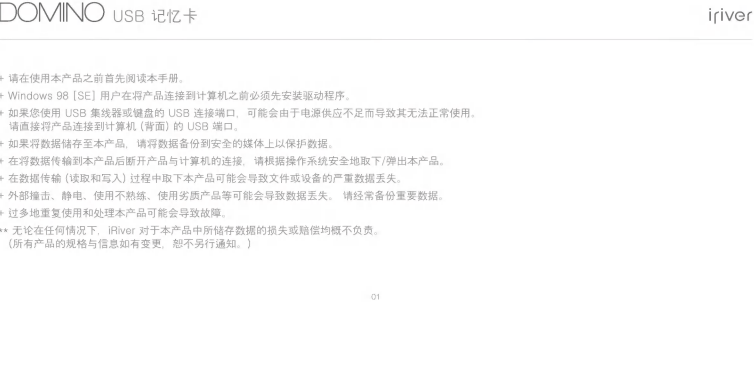 DOMINO USB 记忆卡
iriver
+ 请在使用本产品之前首先阅读本手册。
+ Windows 98 [SE] 用户在将产品连接到计算机之前必须先安装驱动程序。
+ 如果您使用 USB 集线器或键盘的 USB 连接端口, 可能会由于电源供应不足而导致其无法正常使用.
请直接将产品连接到计算机 (背面) 的 USB 端口。
+ 如果将数据储存至本产品, 请将数据备份到安全的媒体上以保护数据。
+ 在将数据传输到本产品后断开产品与计算机的连接, 请根据操作系统安全地取下/弹出本产品。
+ 在数据传输 (读取和写入) 过程中取下本产品可能会导致文件或设备的严重数据丢失。
+ 外部撞击、静电、使用不熟练、使用劣质产品等可能会导致数据丢失。 请经常备份重要数据。
+ 过多地重复使用和处理本产品可能会导致故障。
** 无论在任何情况下, iRiver 对于本产品中所储存数据的损失或赔偿均概不负责。
(所有产品的规格与信息如有变更, 恕不另行通知。)
01